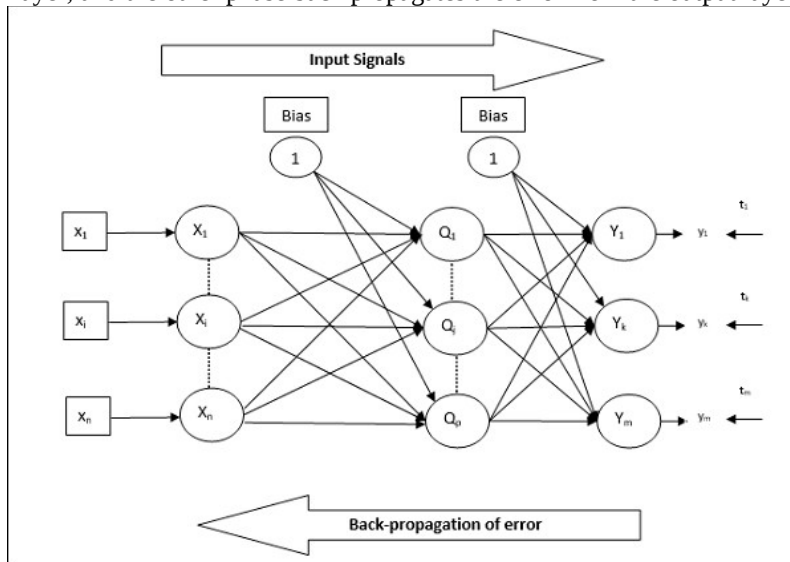 Input Signals
Bias Bias
1 1
x₁ X₁ Q₁ Y₁ y₁ t₁
xᵢ Xᵢ Qⱼ Yₖ yₖ tₖ
xₙ Xₙ Qₚ Yₘ yₘ tₘ
Back-propagation of error